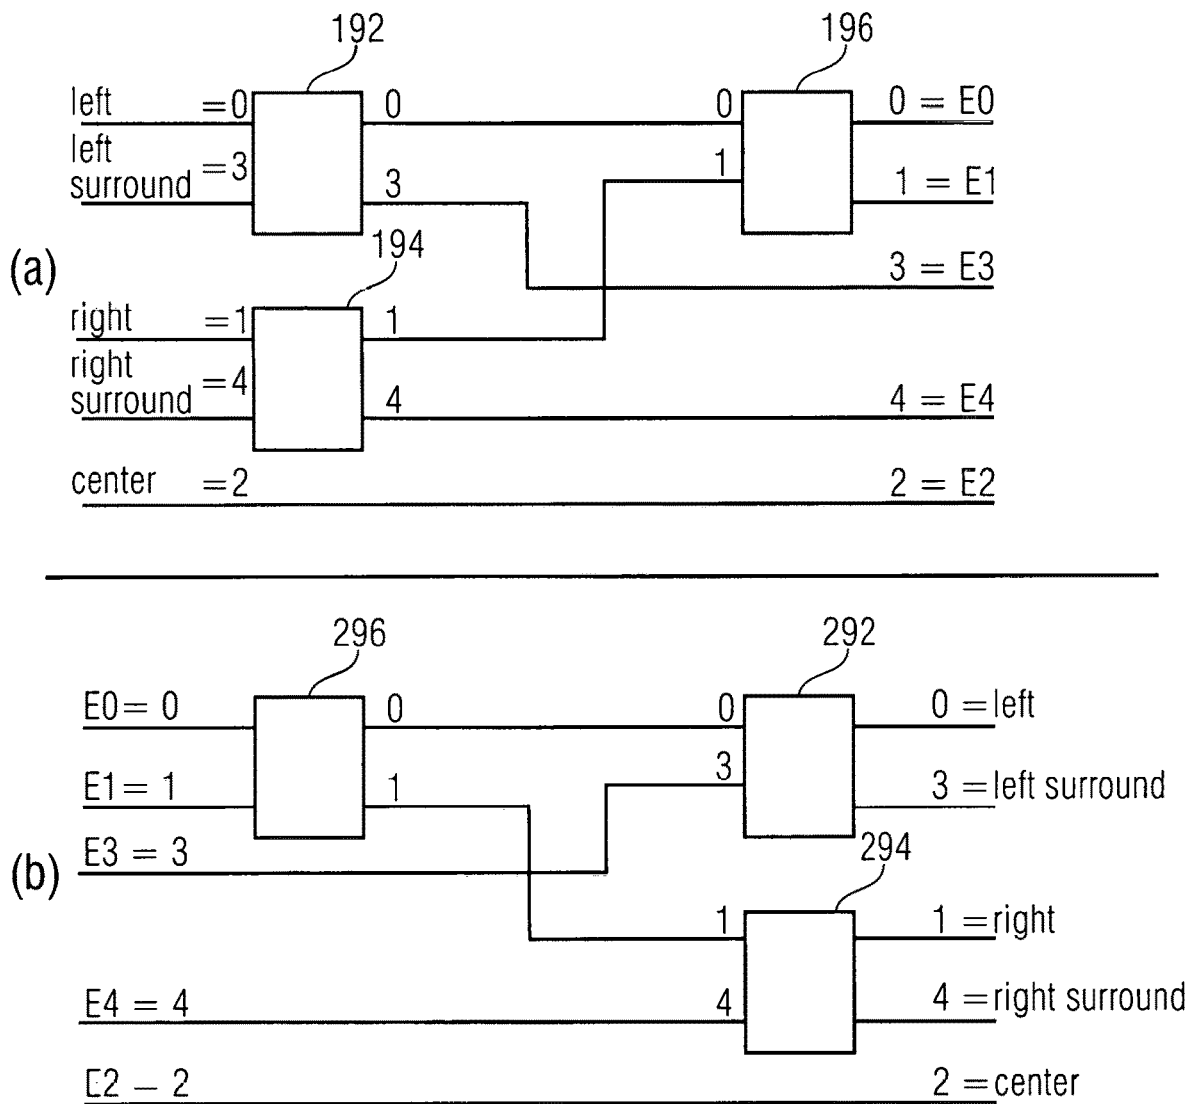 192
196
left =0 0 0 0 = E0
left
surround =3 3 1 1 = E1
194
(a)
3 = E3
right =1 1
right
surround =4 4 4 = E4
center =2 2 = E2
296
292
E0= 0 0 0 0 =left
E1= 1 1 3 3 =left surround
294
E3 = 3
(b)
1 1 =right
E4 = 4 4 4 =right surround
E2 – 2 2 =center